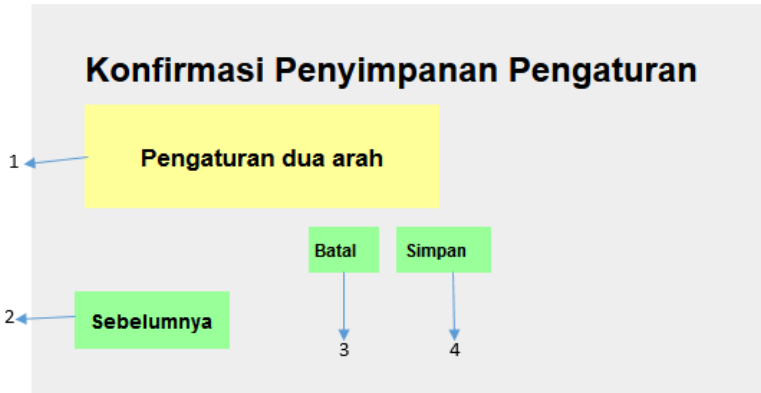 Konfirmasi Penyimpanan Pengaturan
1
Pengaturan dua arah
Batal
Simpan
2
Sebelumnya
3
4